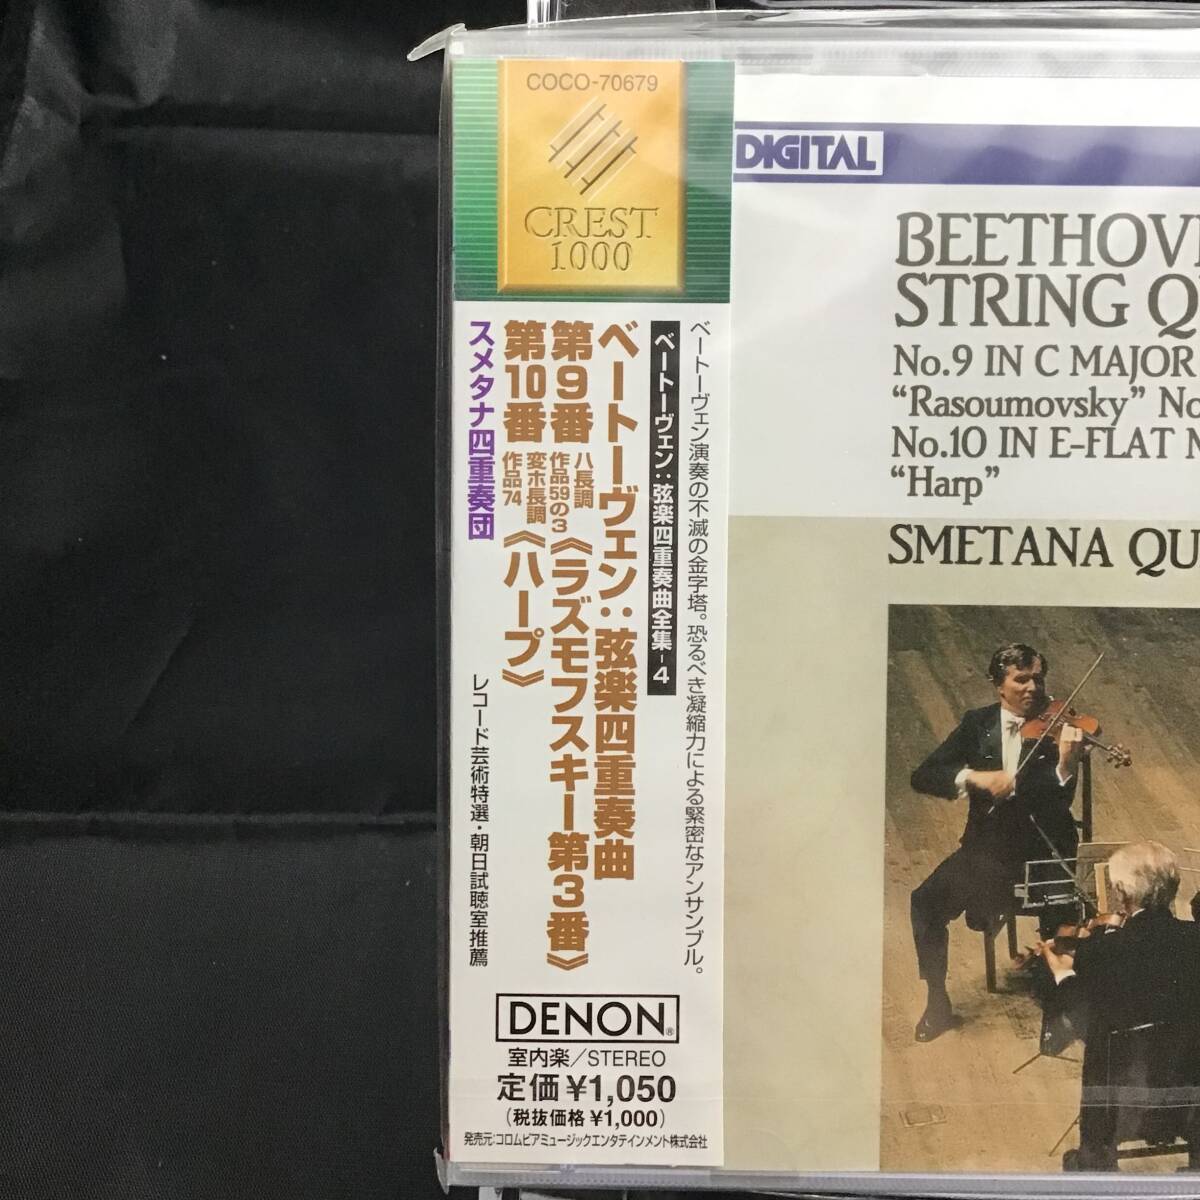 COCO-70679
CREST
1000
ベートーヴェン演奏の不滅の金字塔。恐るべき凝縮力による緊密なアンサンブル。
ベートーヴェン:弦楽四重奏曲全集-4
ベートーヴェン:弦楽四重奏曲
第9番 ハ長調 作品59の3 《ラズモフスキー第3番》
第10番 変ホ長調 作品74 《ハープ》
スメタナ四重奏団
レコード芸術特選・朝日試聴室推薦
DENON®
室内楽/STEREO
定価¥1,050
(税抜価格¥1,000)
発売元:コロムビアミュージックエンタテインメント株式会社
DIGITAL
BEETHOV
STRING Q
No.9 IN C MAJOR
“Rasoumovsky” No
No.10 IN E-FLAT
“Harp”
SMETANA QU